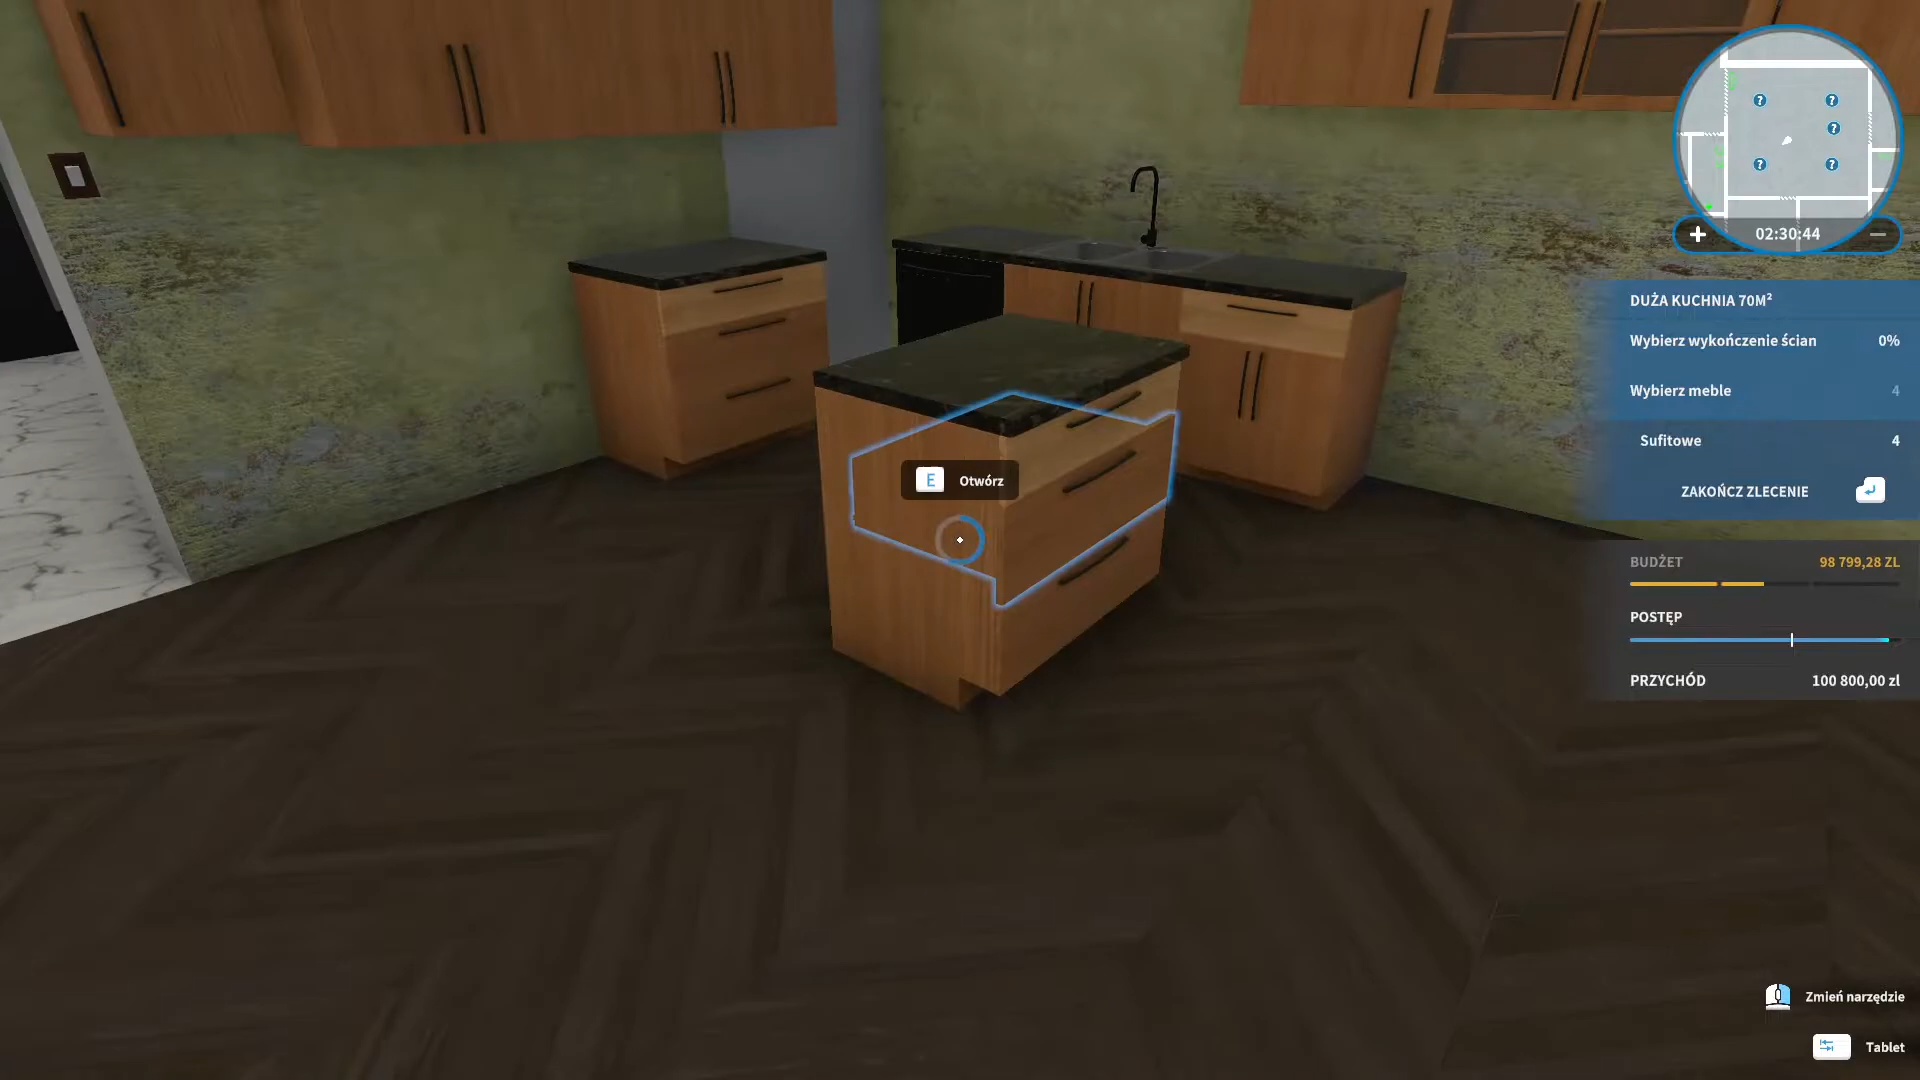 ?
?
?
?
?
+ 02:30:44 —
DUŻA KUCHNIA 70M²
Wybierz wykończenie ścian 0%
Wybierz meble 4
Sufitowe 4
ZAKOŃCZ ZLECENIE
E Otwórz
BUDŻET 98 799,28 ZL
POSTĘP
PRZYCHÓD 100 800,00 zl
Zmień narzędzie
Tablet